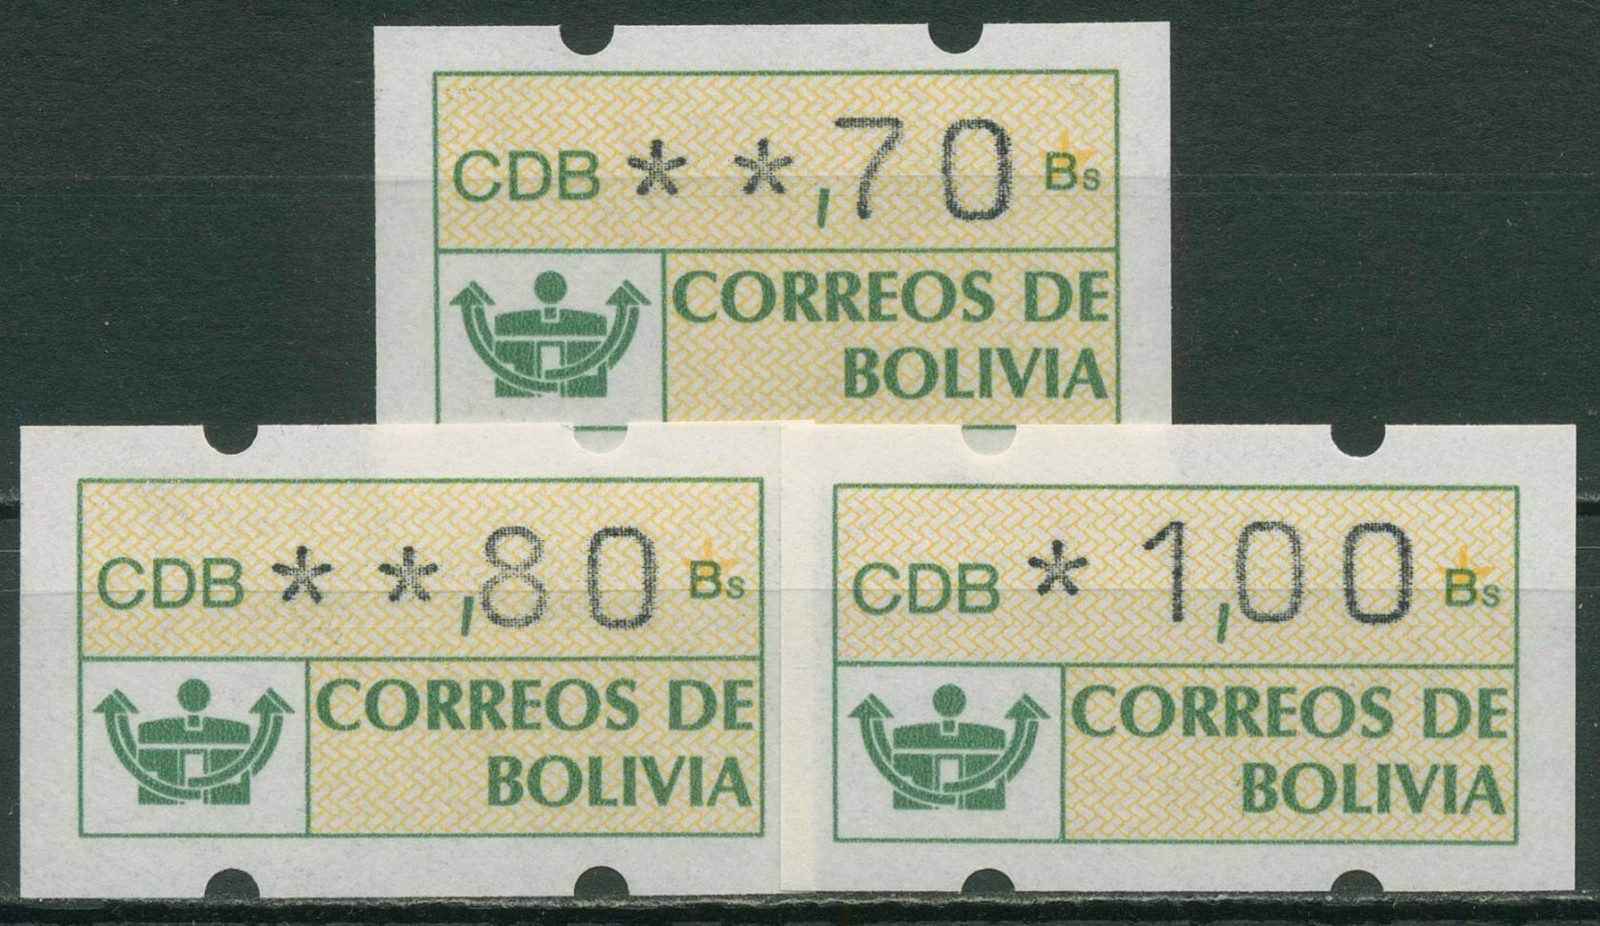 CDB **,70 Bs
CORREOS DE
BOLIVIA
CDB **,80 Bs
CORREOS DE
BOLIVIA
CDB *1,00 Bs
CORREOS DE
BOLIVIA